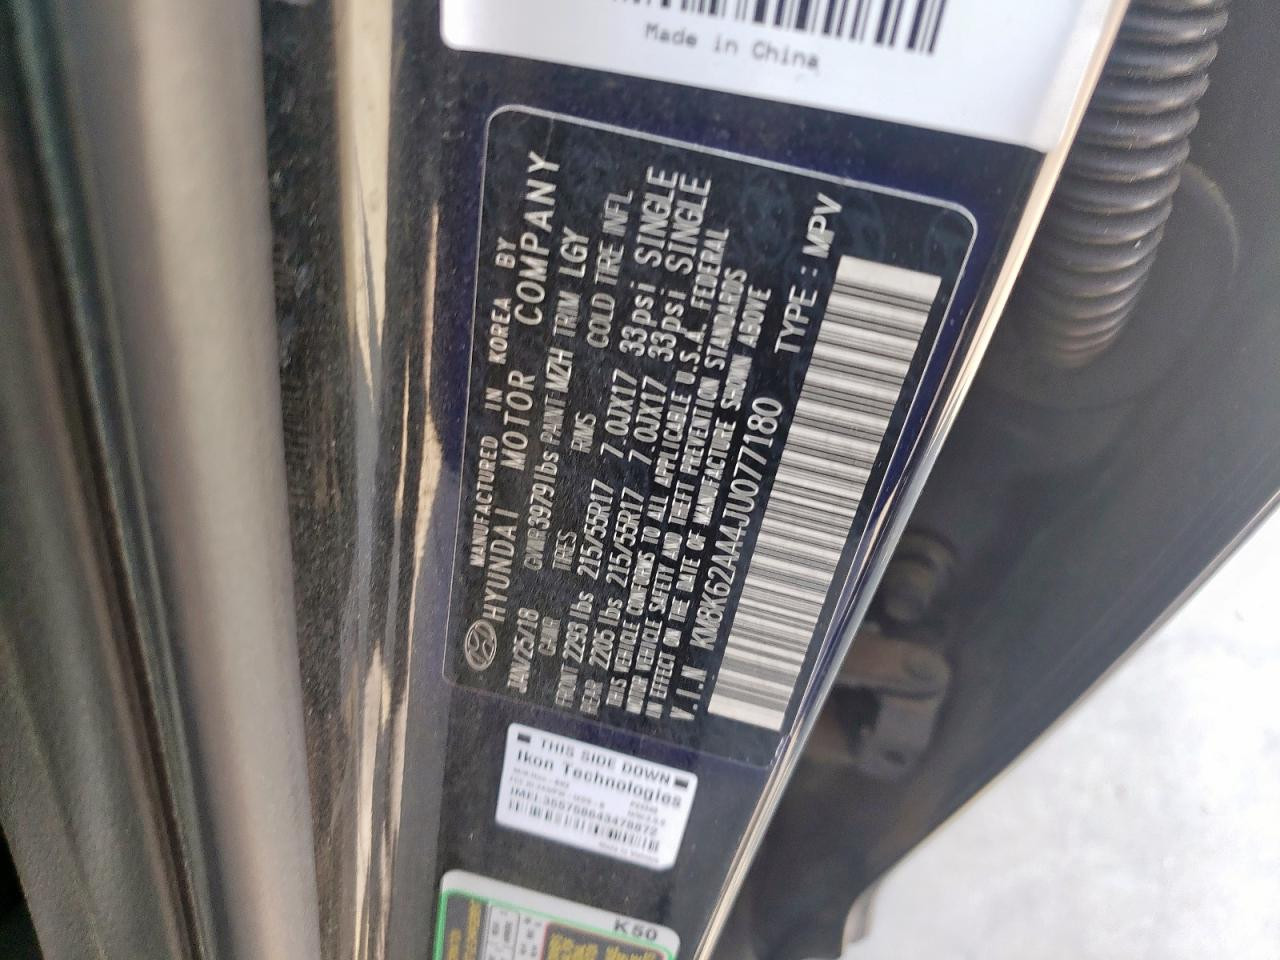 Made in China
MANUFACTURED IN KOREA BY
HYUNDAI MOTOR COMPANY
JAN/25/18 GVWR 3979 lbs PAINT MZH TRIM LGY
GAWR TIRES RIMS COLD TIRE INFL
FRONT 2293 lbs 215/55R17 7.0JX17 33psi SINGLE
REAR 2205 lbs 215/55R17 7.0JX17 33psi SINGLE
THIS VEHICLE CONFORMS TO ALL APPLICABLE U.S.A. FEDERAL
MOTOR VEHICLE SAFETY AND THEFT PREVENTION STANDARDS
IN EFFECT ON THE DATE OF MANUFACTURE SHOWN ABOVE
V.I.N KM8K62AA4JU077180 TYPE : MPV
THIS SIDE DOWN
Ikon Technologies
IMEI:
K50